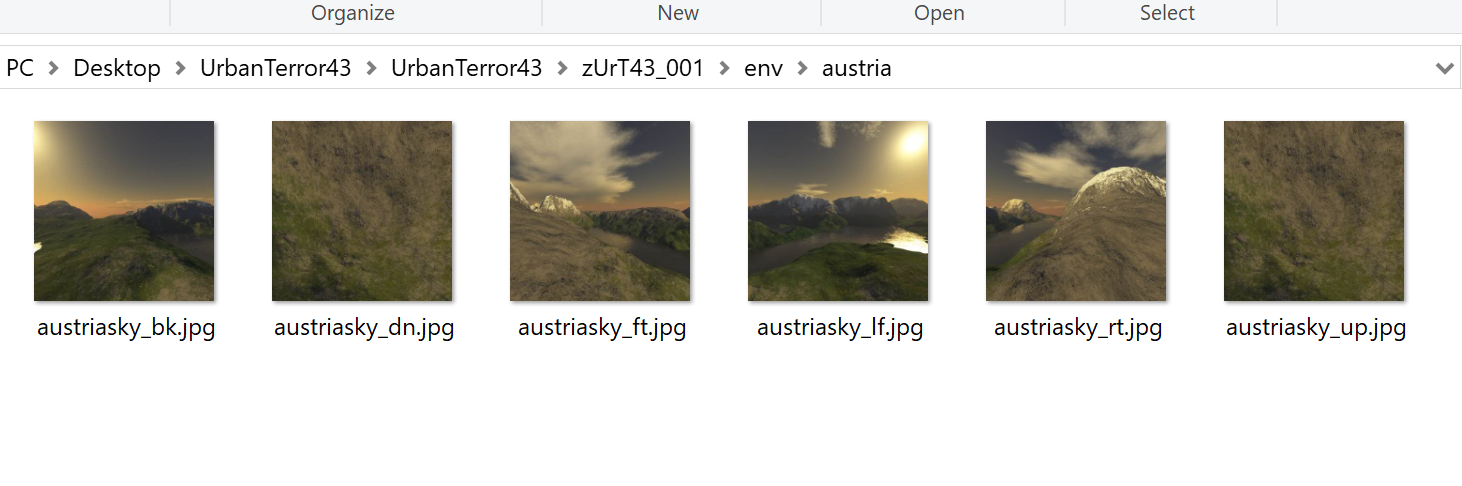 Organize New Open Select
PC > Desktop > UrbanTerror43 > UrbanTerror43 > zUrT43_001 > env > austria
austriasky_bk.jpg austriasky_dn.jpg austriasky_ft.jpg austriasky_lf.jpg austriasky_rt.jpg austriasky_up.jpg